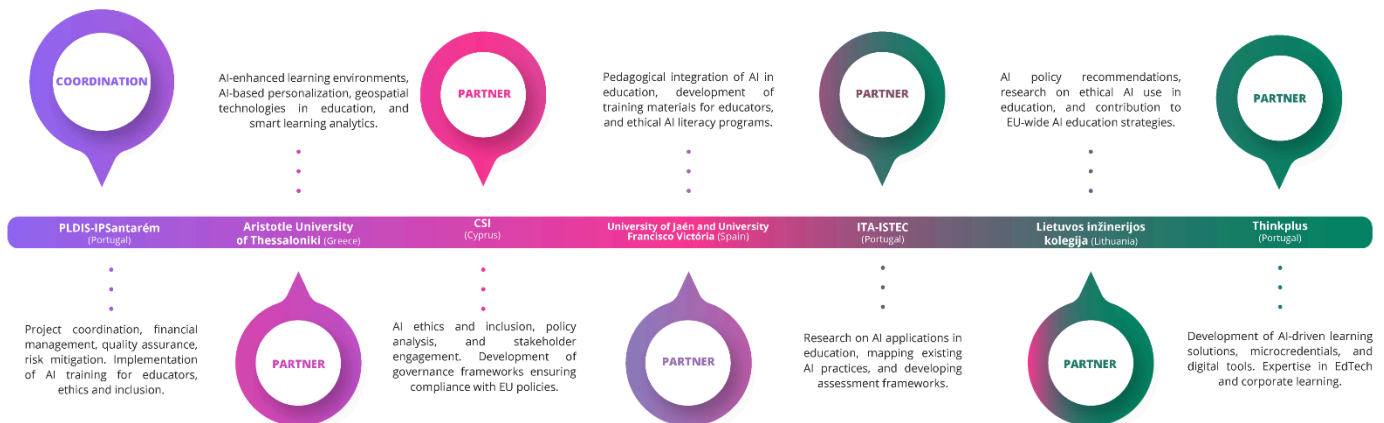 COORDINATION
AI-enhanced learning environments,
AI-based personalization, geospatial
technologies in education, and
smart learning analytics.
PARTNER
Pedagogical integration of AI in
education, development of
training materials for educators,
and ethical AI literacy programs.
PARTNER
AI policy recommendations,
research on ethical AI use in
education, and contribution to
EU-wide AI education strategies.
PARTNER
PLDIS-IPSantarém
(Portugal)
Aristotle University
of Thessaloniki (Greece)
CSI
(Cyprus)
University of Jaén and University
Francisco Victória (Spain)
ITA-ISTEC
(Portugal)
Lietuvos inžinerijos
kolegija (Lithuania)
Thinkplus
(Portugal)
Project coordination, financial
management, quality assurance,
risk mitigation. Implementation
of AI training for educators,
ethics and inclusion.
PARTNER
AI ethics and inclusion, policy
analysis, and stakeholder
engagement. Development of
governance frameworks ensuring
compliance with EU policies.
PARTNER
Research on AI applications in
education, mapping existing
AI practices, and developing
assessment frameworks.
PARTNER
Development of AI-driven learning
solutions, microcredentials, and
digital tools. Expertise in EdTech
and corporate learning.